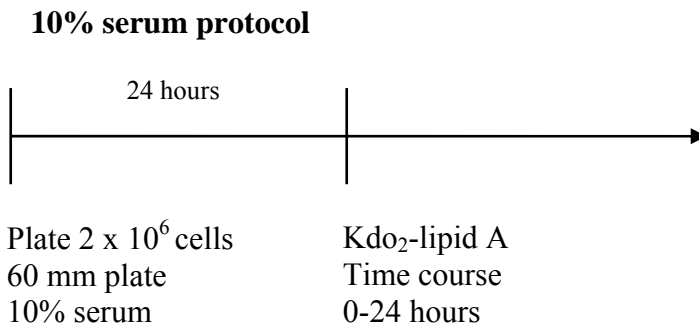 10% serum protocol
24 hours
Plate 2 x 10⁶ cells
60 mm plate
10% serum
Kdo₂-lipid A
Time course
0-24 hours